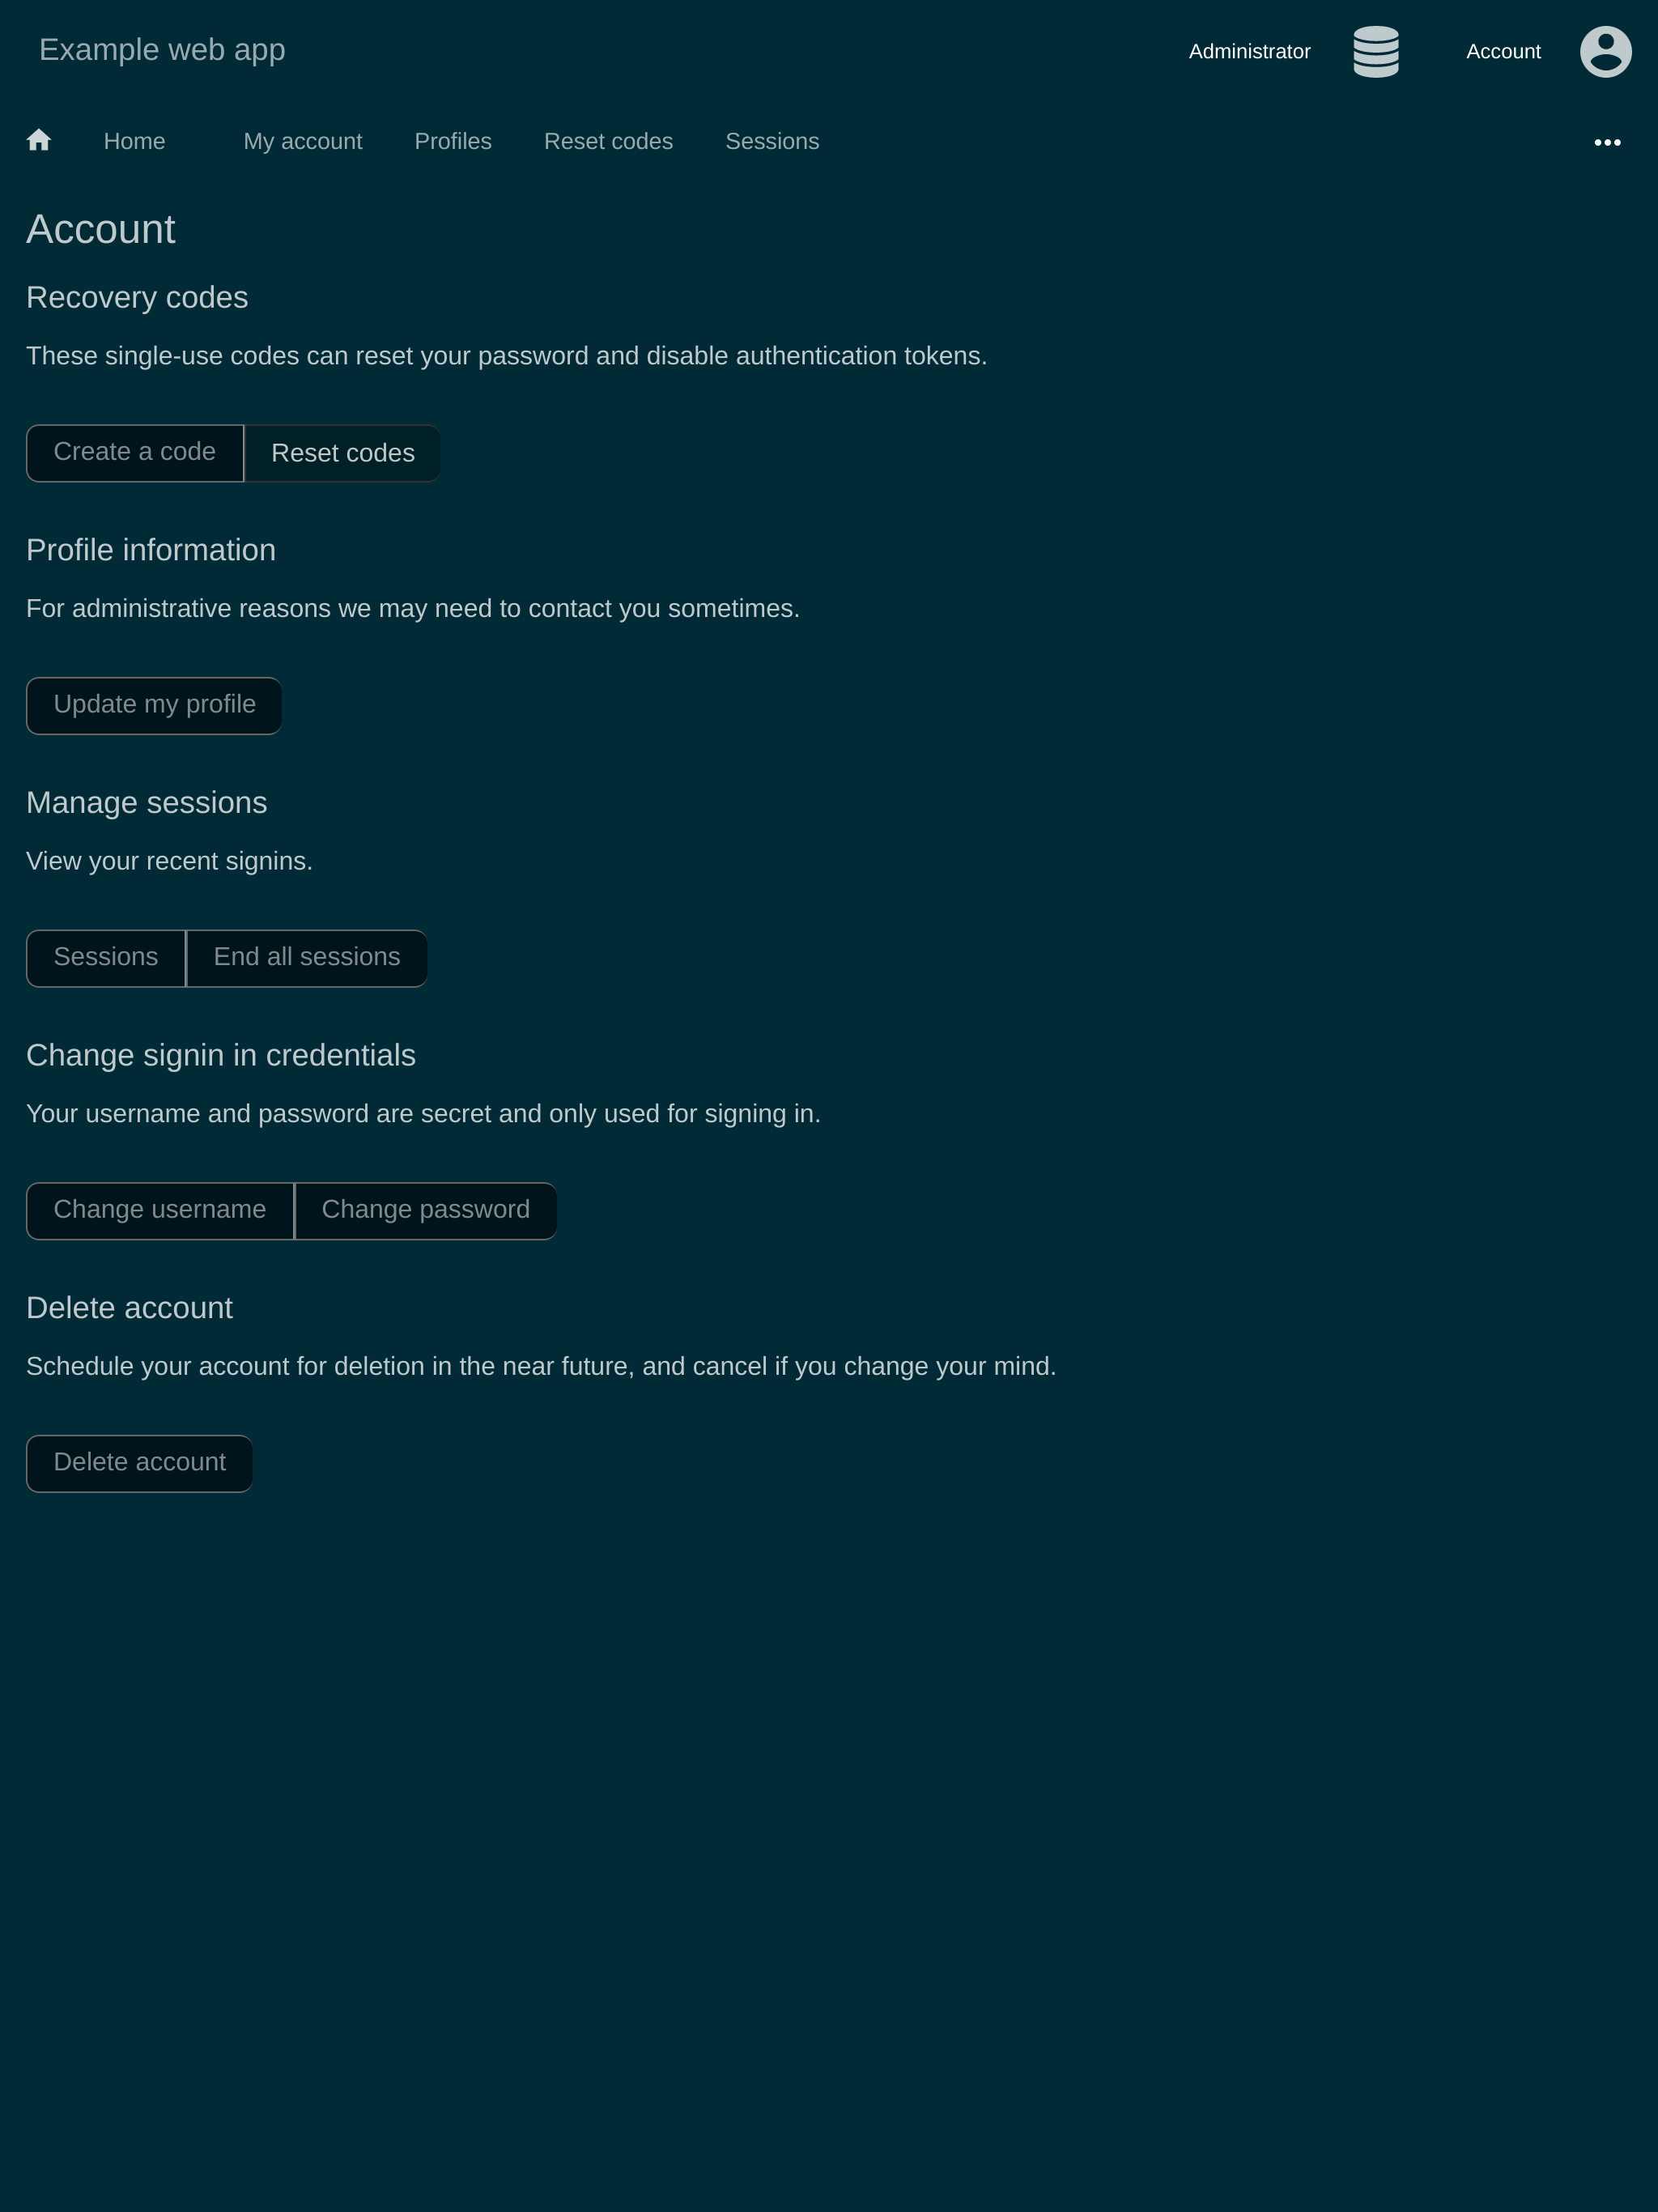 Example web app
Administrator
Account
Home
My account
Profiles
Reset codes
Sessions
Account
Recovery codes
These single-use codes can reset your password and disable authentication tokens.
Create a code
Reset codes
Profile information
For administrative reasons we may need to contact you sometimes.
Update my profile
Manage sessions
View your recent signins.
Sessions
End all sessions
Change signin in credentials
Your username and password are secret and only used for signing in.
Change username
Change password
Delete account
Schedule your account for deletion in the near future, and cancel if you change your mind.
Delete account